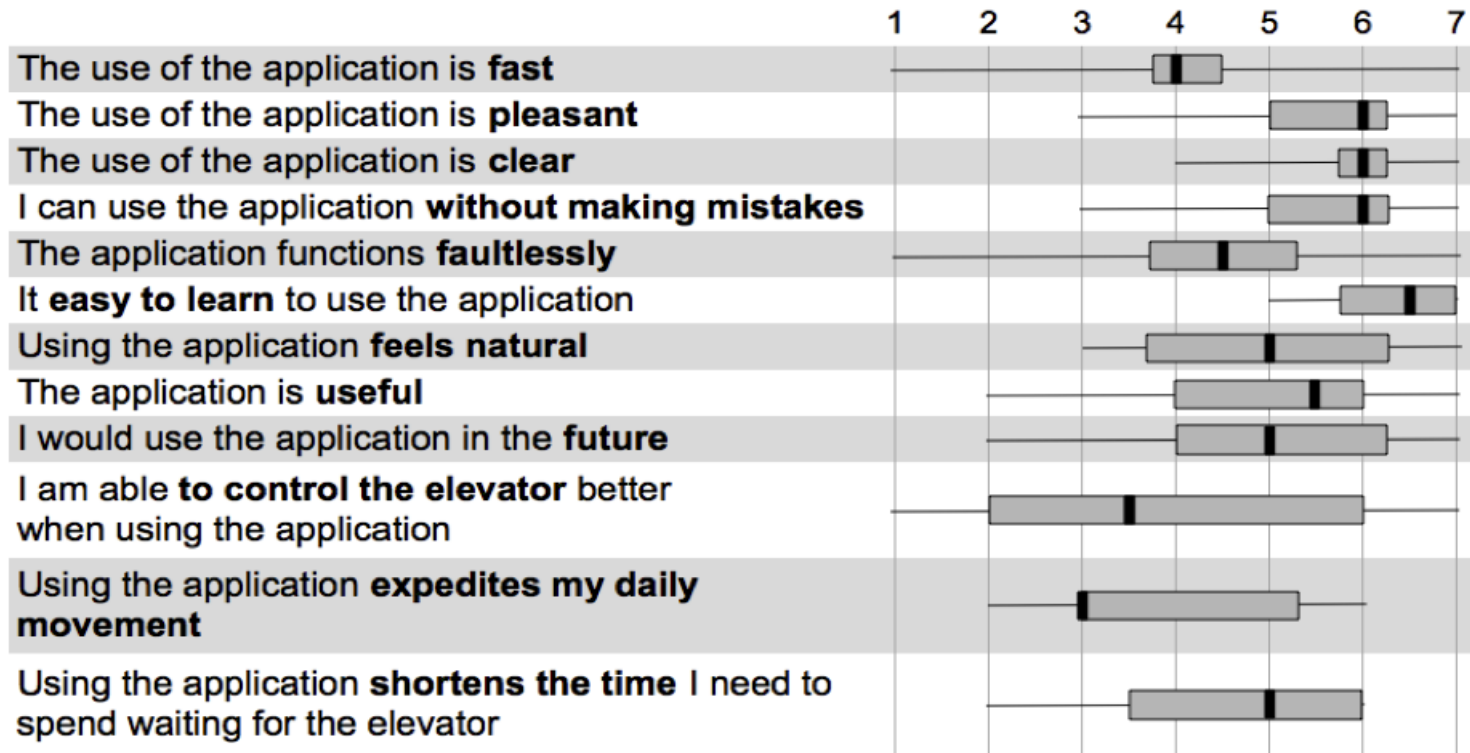 1 2 3 4 5 6 7
The use of the application is fast
The use of the application is pleasant
The use of the application is clear
I can use the application without making mistakes
The application functions faultlessly
It easy to learn to use the application
Using the application feels natural
The application is useful
I would use the application in the future
I am able to control the elevator better
when using the application
Using the application expedites my daily
movement
Using the application shortens the time I need to
spend waiting for the elevator